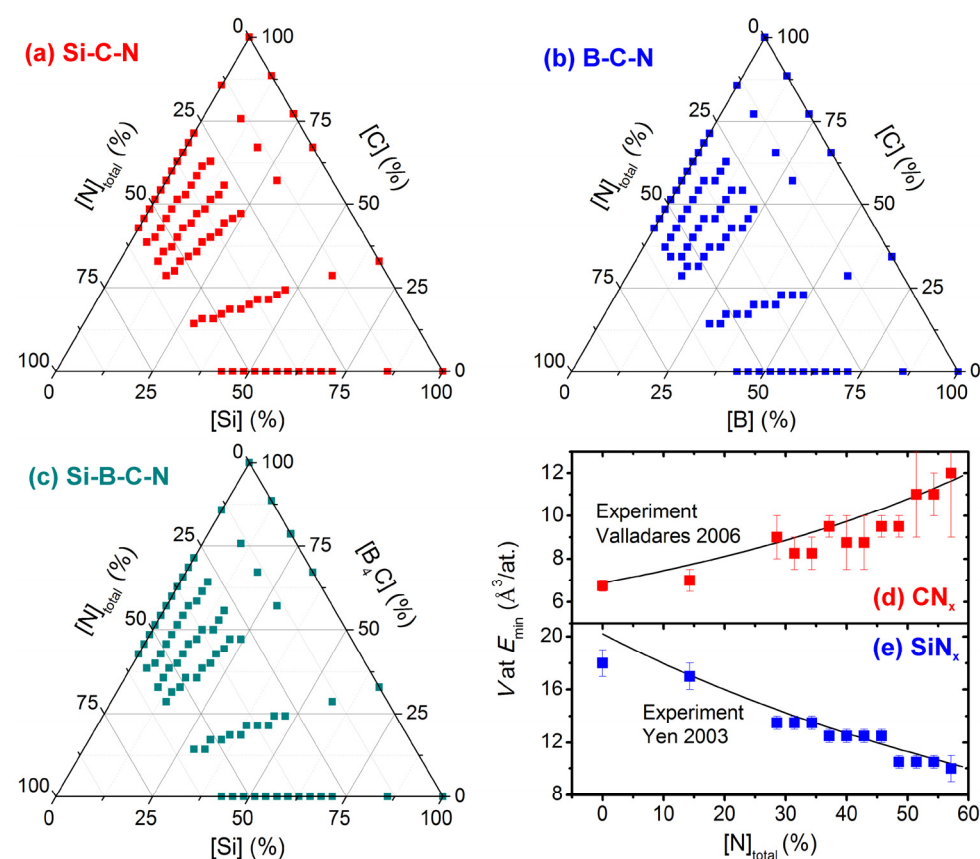 (a) Si-C-N
0
100
25
75
[N]total (%)
[C] (%)
50
50
75
25
100
0
25
50
75
100
[Si] (%)
(b) B-C-N
0
100
25
75
[N]total (%)
[C] (%)
50
50
75
25
100
0
25
50
75
100
[B] (%)
(c) Si-B-C-N
0
100
25
75
[N]total (%)
[B4C] (%)
50
50
75
25
100
0
25
50
75
100
[Si] (%)
V at Emin (Å3/at.)
12
10
8
6
Experiment
Valladares 2006
(d) CNx
20
16
12
8
(e) SiNx
Experiment
Yen 2003
0 10 20 30 40 50 60
[N]total (%)